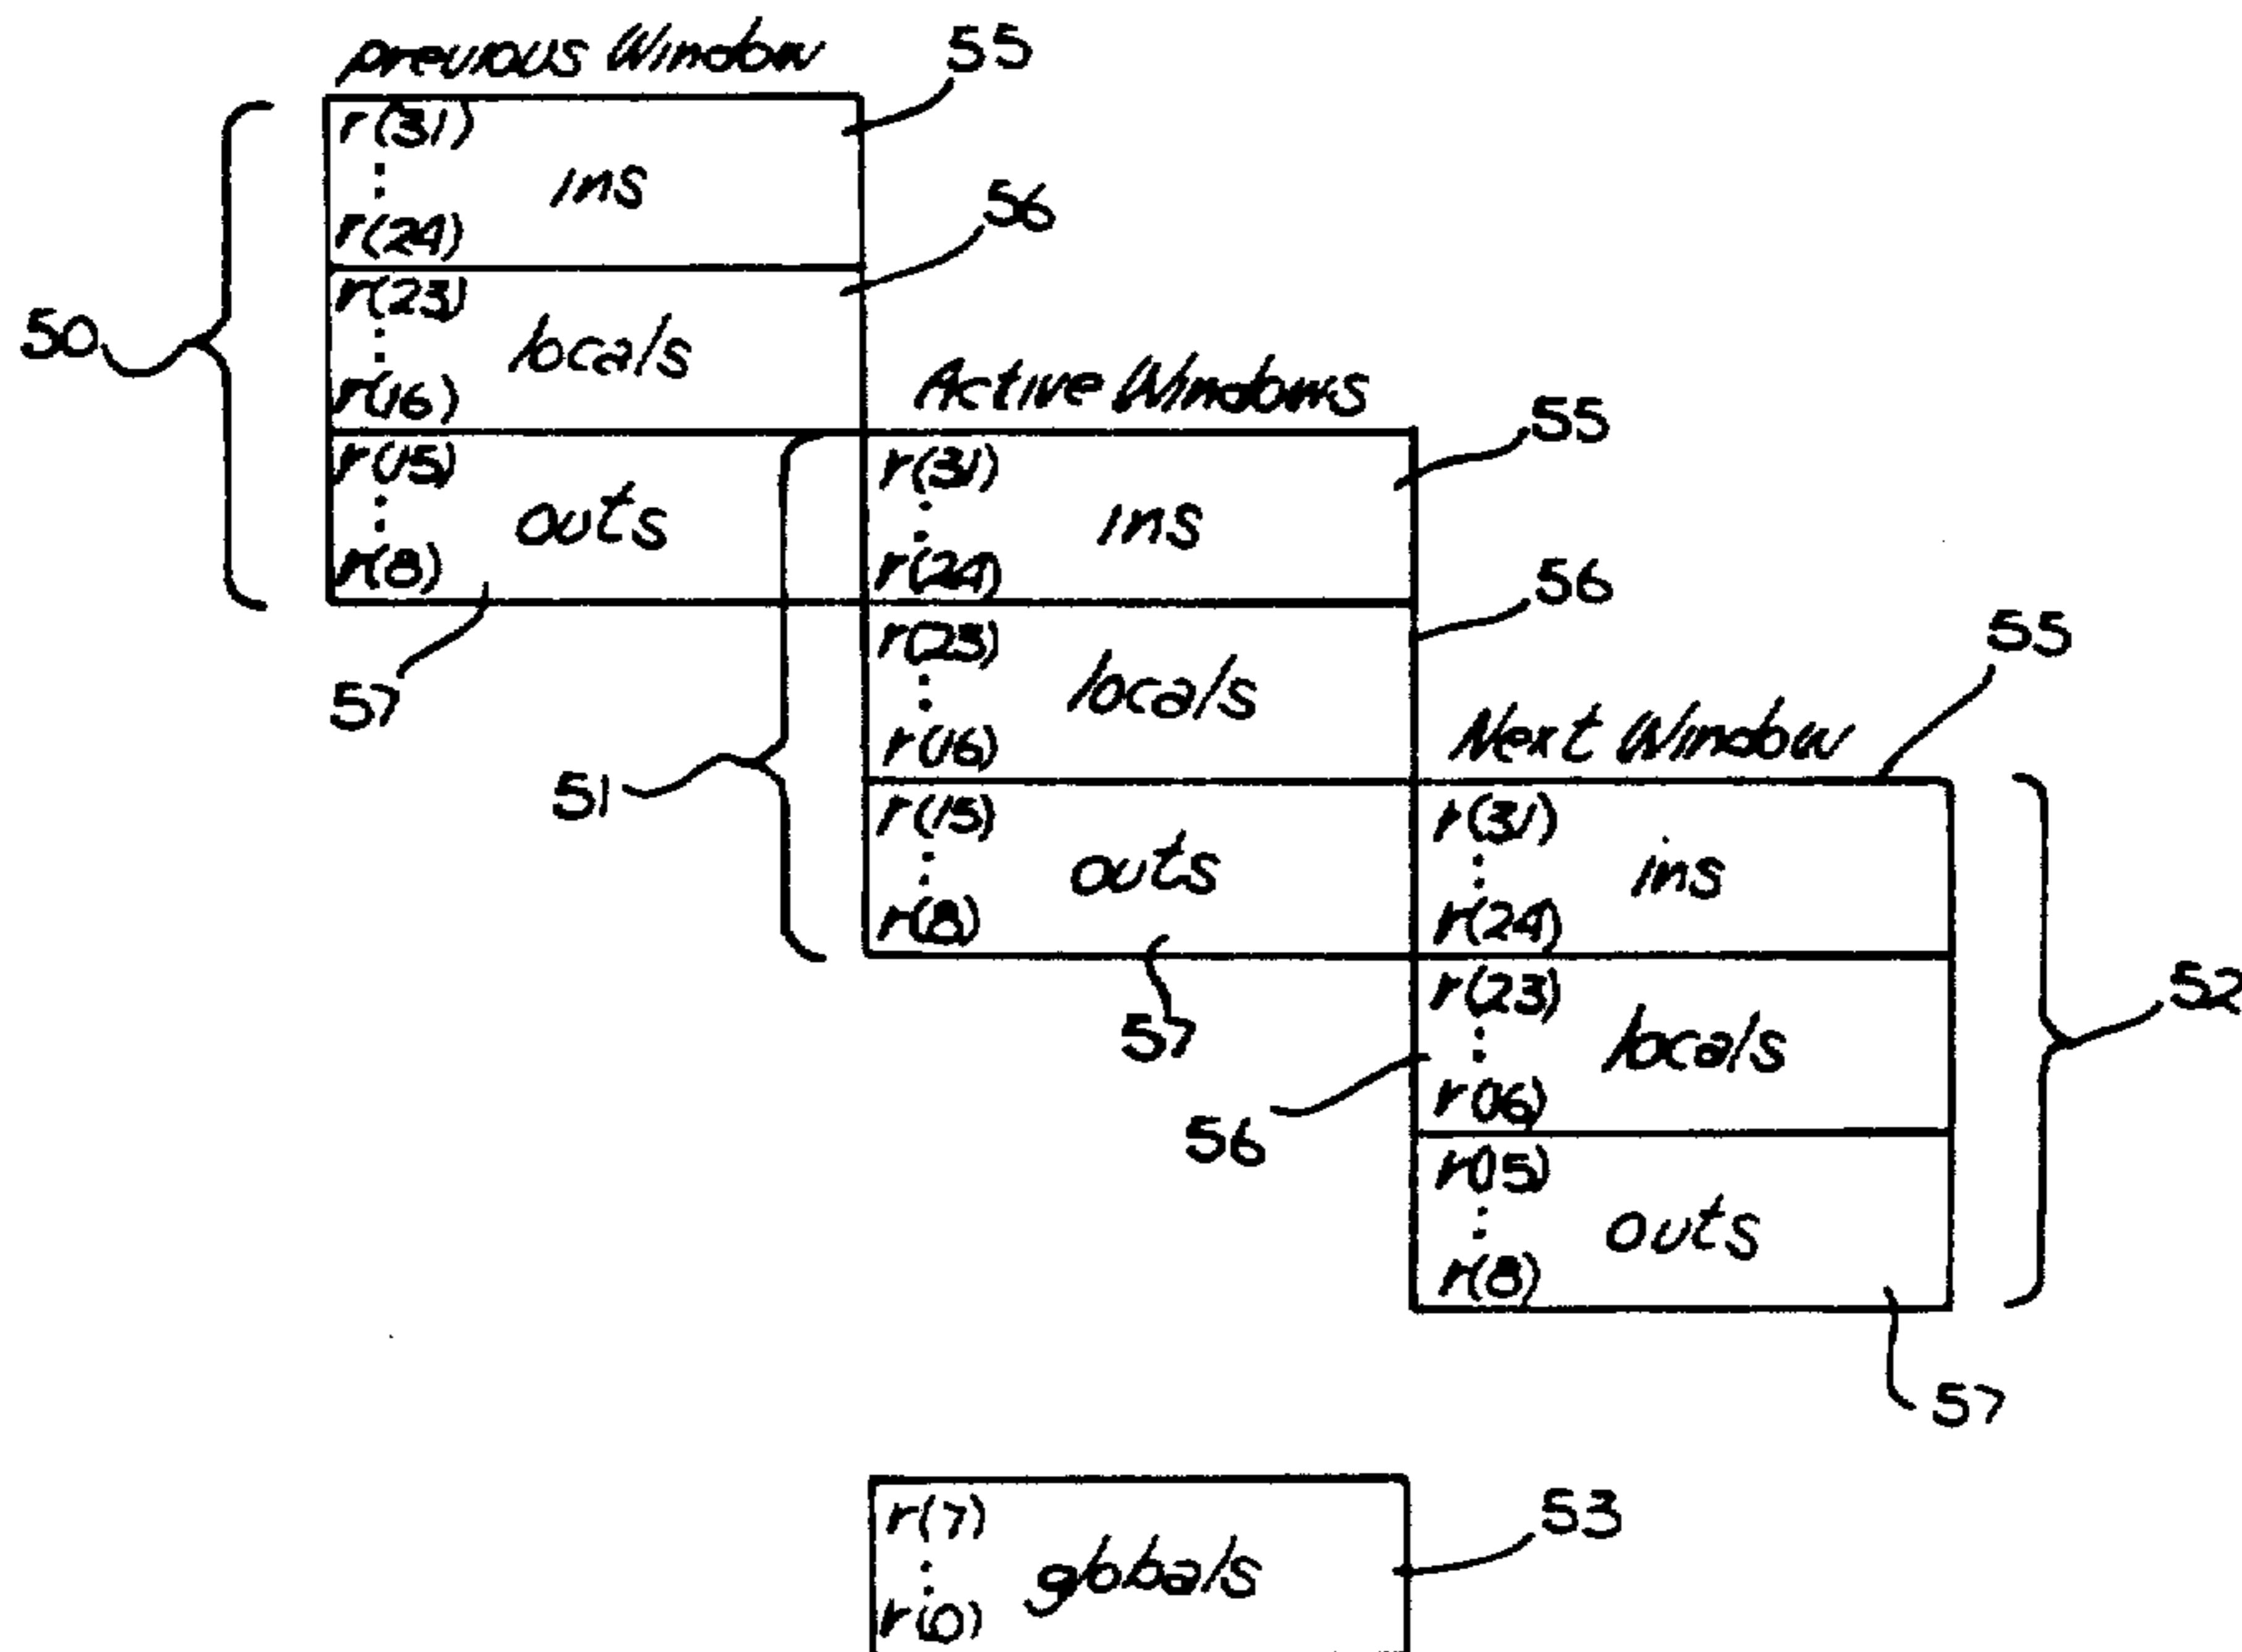 previous Window
55
r(31)
ins
r(24)
56
r(23)
locals
r(16)
50
Active Windows
55
r(15)
outs
r(8)
r(31)
ins
r(24)
56
57
r(23)
locals
r(16)
51
55
Next Window
r(15)
outs
r(8)
r(31)
ins
r(24)
57
52
r(23)
locals
r(16)
56
r(15)
outs
r(8)
57
53
r(7)
globals
r(0)